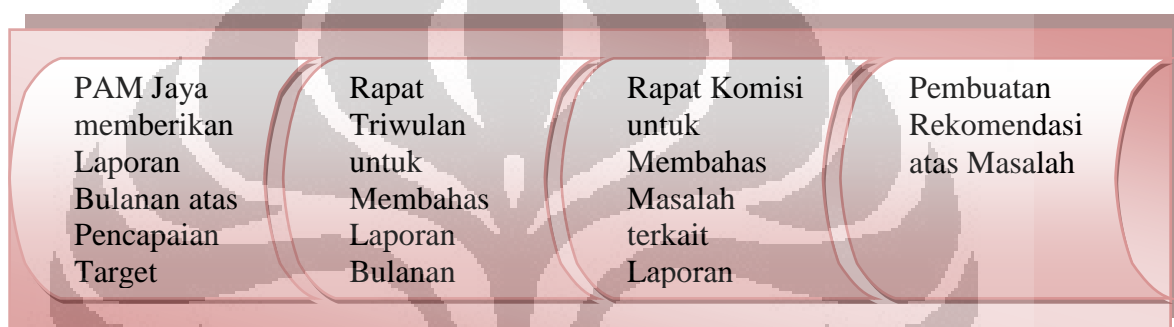 PAM Jaya
memberikan
Laporan
Bulanan atas
Pencapaian
Target
Rapat
Triwulan
untuk
Membahas
Laporan
Bulanan
Rapat Komisi
untuk
Membahas
Masalah
terkait
Laporan
Pembuatan
Rekomendasi
atas Masalah